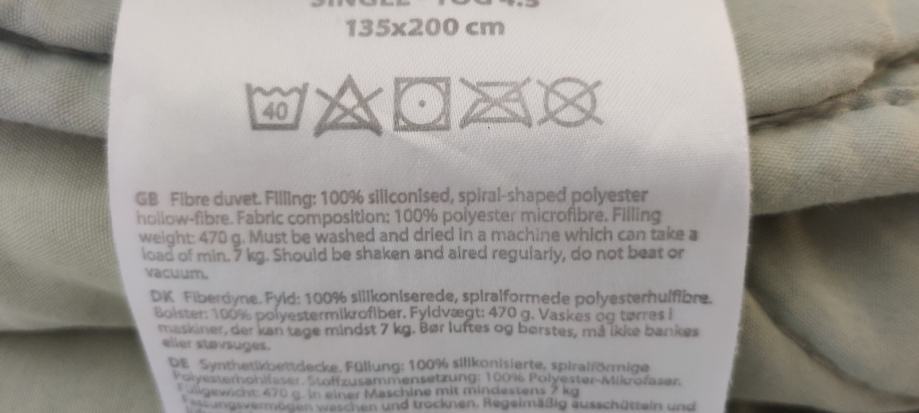 SINGLE - TOG 4.5
135x200 cm
40
GB Fibre duvet. Filling: 100% siliconised, spiral-shaped polyester
hollow-fibre. Fabric composition: 100% polyester microfibre. Filling
weight: 470 g. Must be washed and dried in a machine which can take a
load of min. 7 kg. Should be shaken and aired regularly, do not beat or
vacuum.
DK Fiberdyne. Fyld: 100% silikoniserede, spiralformede polyesterhulfibre.
Bolster: 100% polyestermikrofiber. Fyldvægt: 470 g. Vaskes og tørres i
maskiner, der kan tage mindst 7 kg. Bør luftes og børstes, må ikke bankes
eller støvsuges.
DE Synthetikbettdecke. Füllung: 100% silikonisierte, spiralförmige
Polyesterhohlfaser. Stoffzusammensetzung: 100% Polyester-Mikrofaser.
Füllgewicht: 470 g. In einer Maschine mit mindestens 7 kg
Fassungsvermögen waschen und trocknen. Regelmäßig ausschütteln und